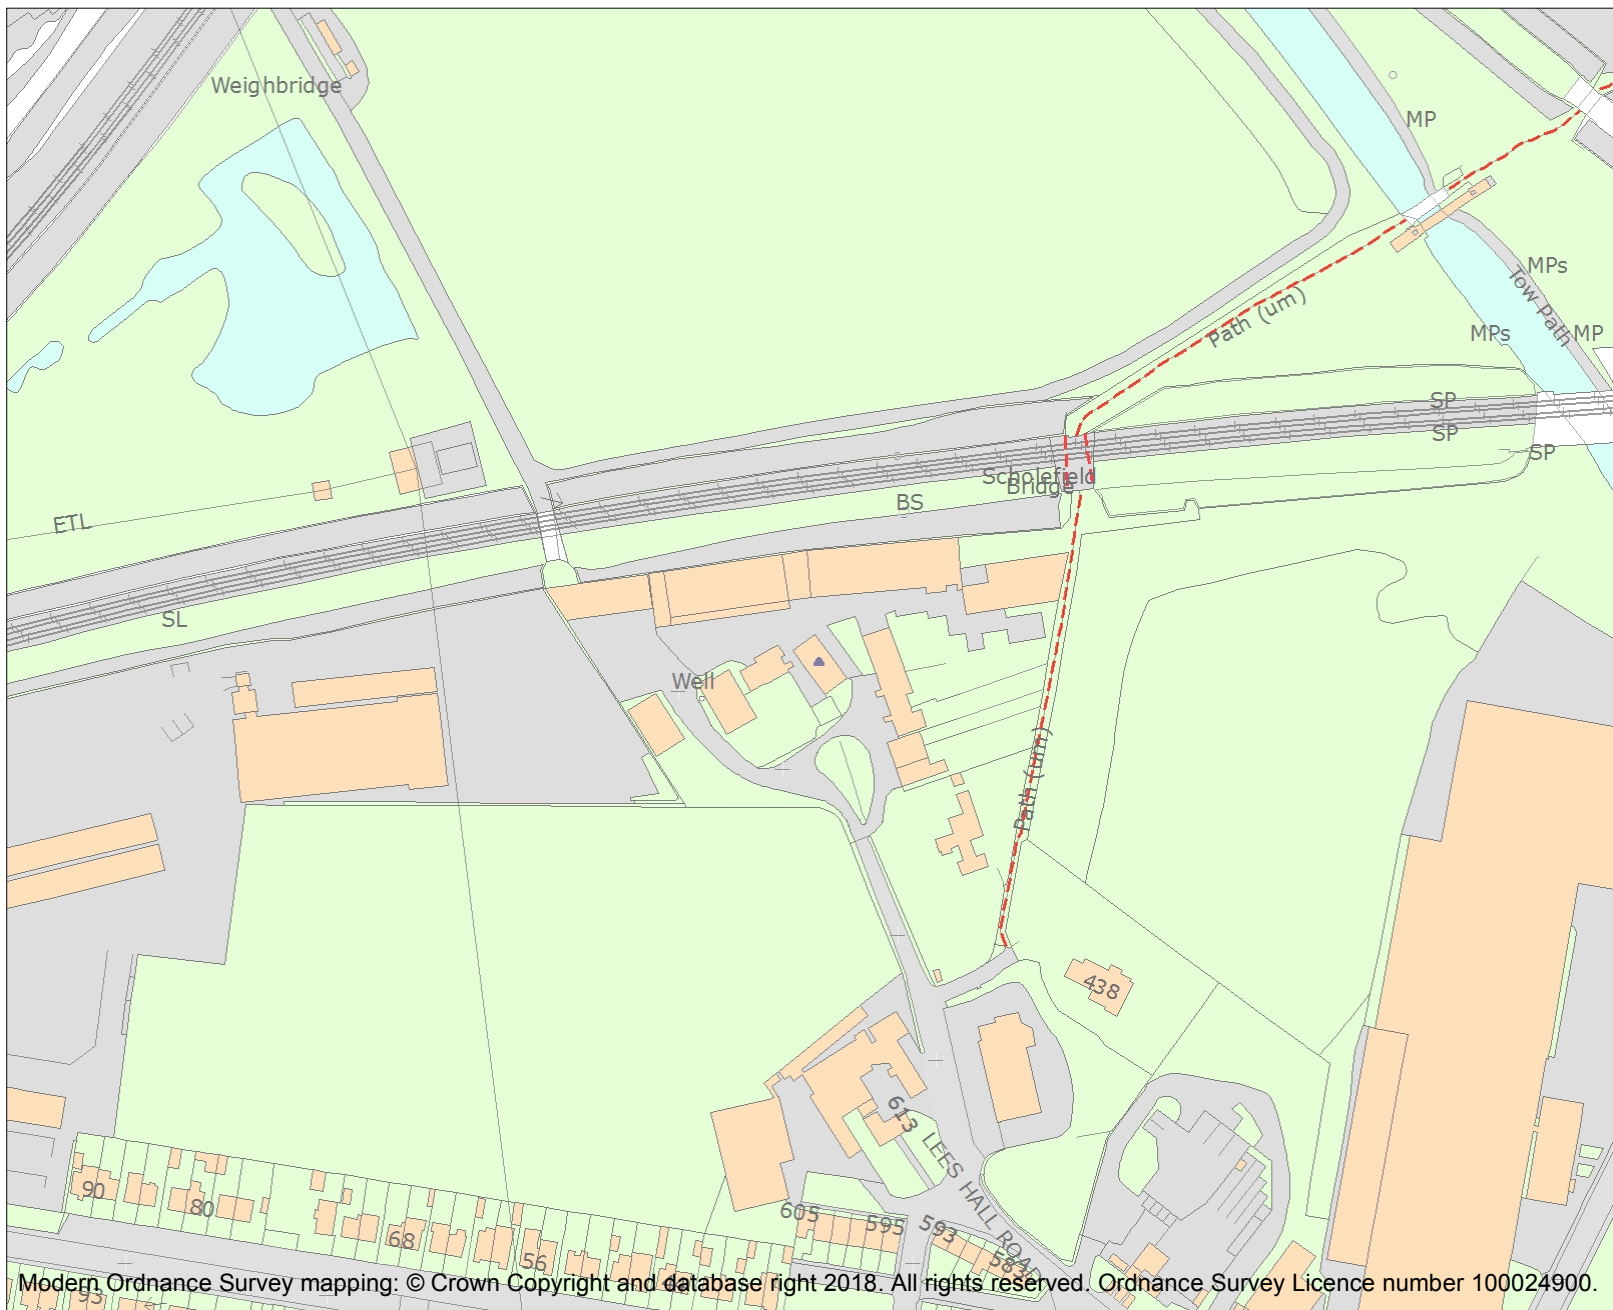 Weighbridge
MP
MPs
Tow Path
Path (um)
MPs
MP
SP
SP
SP
Scholefield
Bridge
BS
ETL
SL
Well
Path (um)
438
613
LEES HALL ROAD
90
80
68
56
605
595
593
583
93
Modern Ordnance Survey mapping: © Crown Copyright and database right 2018. All rights reserved. Ordnance Survey Licence number 100024900.